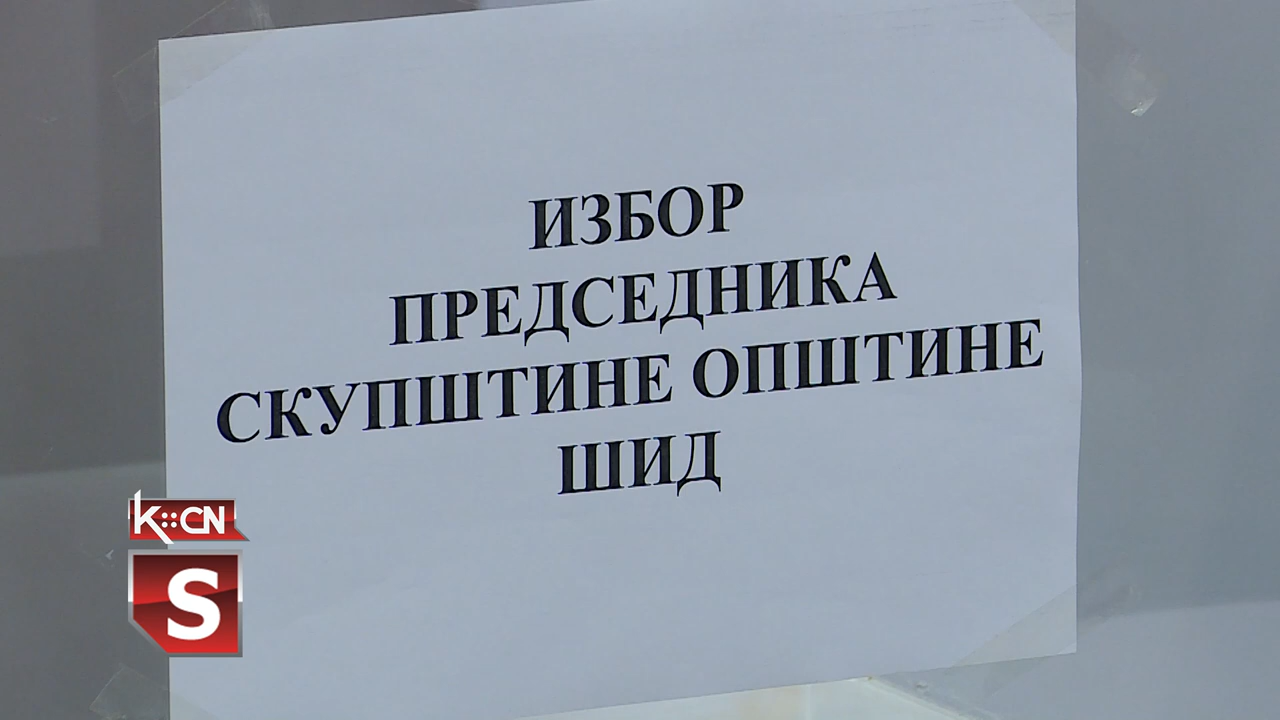 ИЗБОР
ПРЕДСЕДНИКА
СКУПШТИНЕ ОПШТИНЕ
ШИД
K::CN
S